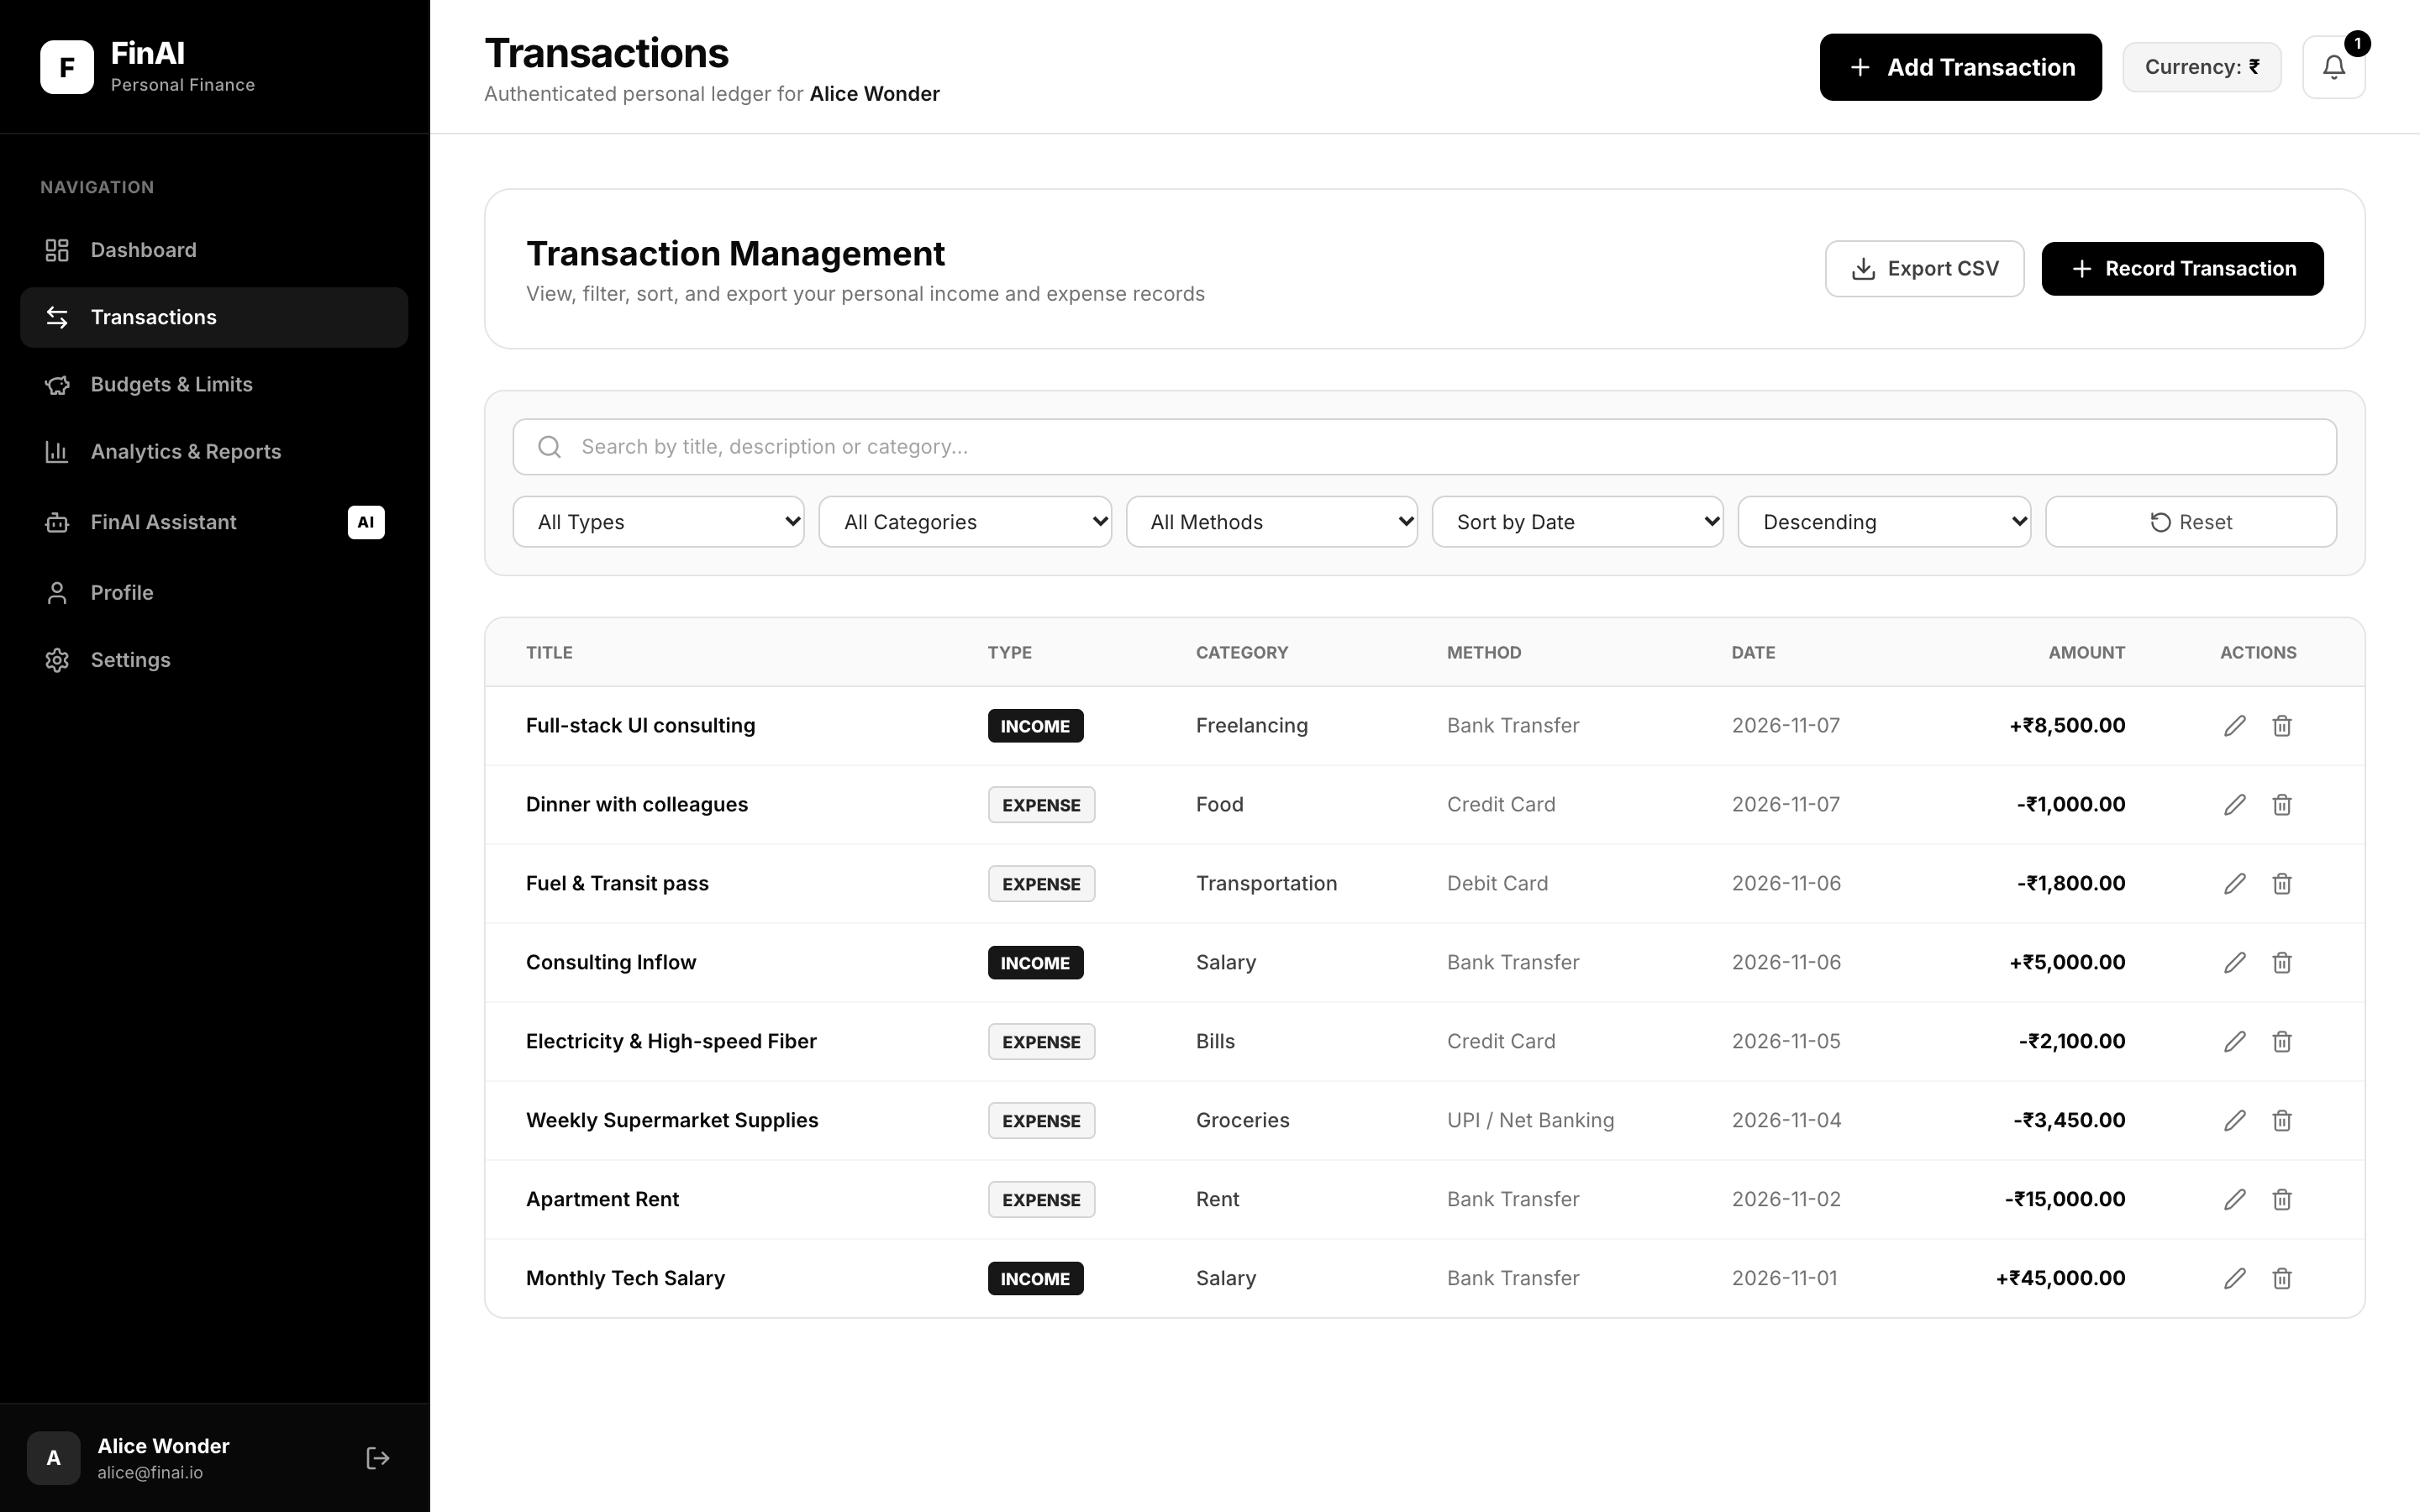 F
FinAI
Personal Finance
NAVIGATION
Dashboard
Transactions
Budgets & Limits
Analytics & Reports
FinAI Assistant AI
Profile
Settings
A
Alice Wonder
alice@finai.io
Transactions
Authenticated personal ledger for Alice Wonder
Add Transaction
Currency: ₹
1
Transaction Management
View, filter, sort, and export your personal income and expense records
Export CSV
Record Transaction
Search by title, description or category...
All Types All Categories All Methods Sort by Date Descending Reset
TITLE TYPE CATEGORY METHOD DATE AMOUNT ACTIONS
Full-stack UI consulting INCOME Freelancing Bank Transfer 2026-11-07 +₹8,500.00
Dinner with colleagues EXPENSE Food Credit Card 2026-11-07 -₹1,000.00
Fuel & Transit pass EXPENSE Transportation Debit Card 2026-11-06 -₹1,800.00
Consulting Inflow INCOME Salary Bank Transfer 2026-11-06 +₹5,000.00
Electricity & High-speed Fiber EXPENSE Bills Credit Card 2026-11-05 -₹2,100.00
Weekly Supermarket Supplies EXPENSE Groceries UPI / Net Banking 2026-11-04 -₹3,450.00
Apartment Rent EXPENSE Rent Bank Transfer 2026-11-02 -₹15,000.00
Monthly Tech Salary INCOME Salary Bank Transfer 2026-11-01 +₹45,000.00